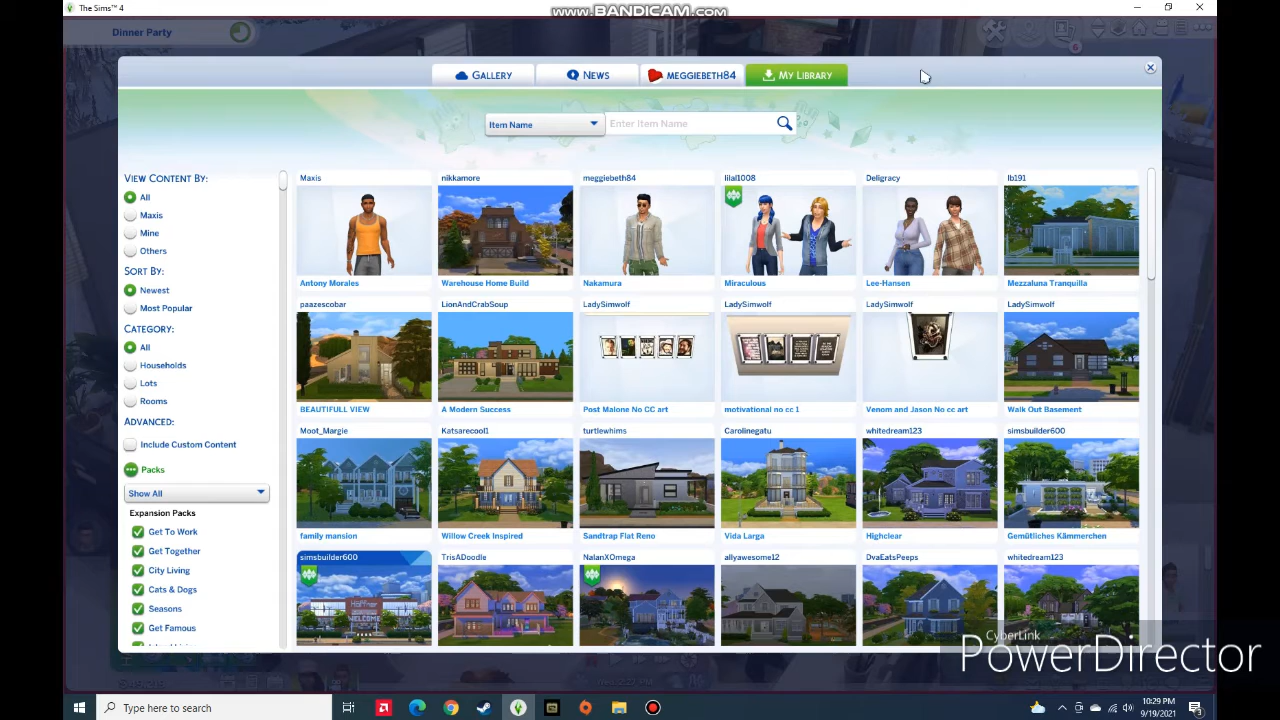 The Sims™ 4
www.BANDICAM.com
Dinner Party
6
GALLERY
NEWS
MEGGIEBETH84
MY LIBRARY
Item Name
Enter Item Name
VIEW CONTENT BY:
All
Maxis
Mine
Others
SORT BY:
Newest
Most Popular
CATEGORY:
All
Households
Lots
Rooms
ADVANCED:
Include Custom Content
Packs
Show All
Expansion Packs
Get To Work
Get Together
City Living
Cats & Dogs
Seasons
Get Famous
Maxis
Antony Morales
nikkamore
Warehouse Home Build
meggiebeth84
Nakamura
lilal1008
Miraculous
Deligracy
Lee-Hansen
lb191
Mezzaluna Tranquilla
paazescobar
BEAUTIFULL VIEW
LionAndCrabSoup
A Modern Success
LadySimwolf
Post Malone No CC art
LadySimwolf
motivational no cc 1
LadySimwolf
Venom and Jason No cc art
LadySimwolf
Walk Out Basement
Moot_Margie
family mansion
Katsarecool1
Willow Creek Inspired
turtlewhims
Sandtrap Flat Reno
Carolinegatu
Vida Larga
whitedream123
Highclear
simsbuilder600
Gemütliches Kämmerchen
simsbuilder600
WELCOME
TrisADoodle
NalanXOmega
allyawesome12
DvaEatsPeeps
whitedream123
CyberLink
PowerDirector
Type here to search
10:29 PM
9/19/2021